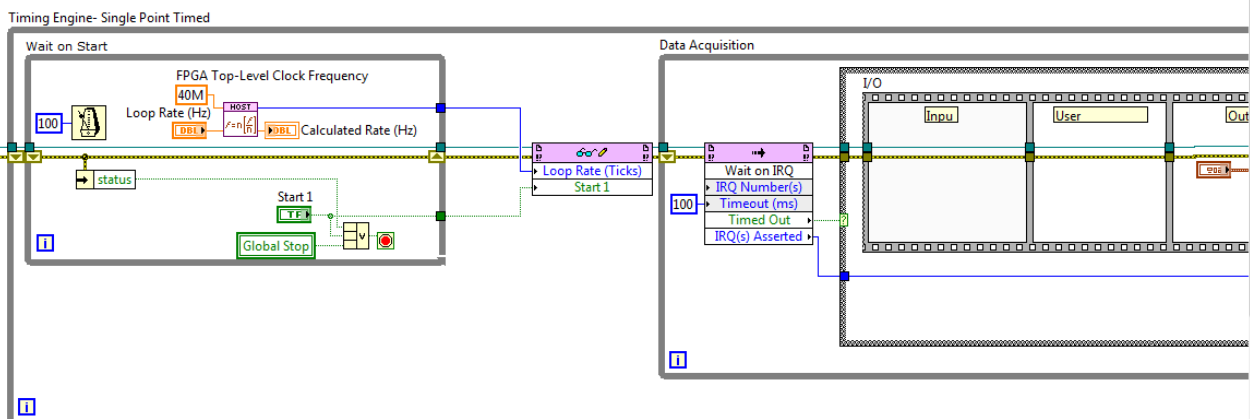 Timing Engine- Single Point Timed
Wait on Start
Data Acquisition
FPGA Top-Level Clock Frequency
40M
HOST
Loop Rate (Hz)
100
DBL
DBL
Calculated Rate (Hz)
I/O
Inpu
User
Out
status
Start 1
TF
Global Stop
i
Loop Rate (Ticks)
Start 1
Wait on IRQ
IRQ Number(s)
100
Timeout (ms)
Timed Out
?
IRQ(s) Asserted
i
i